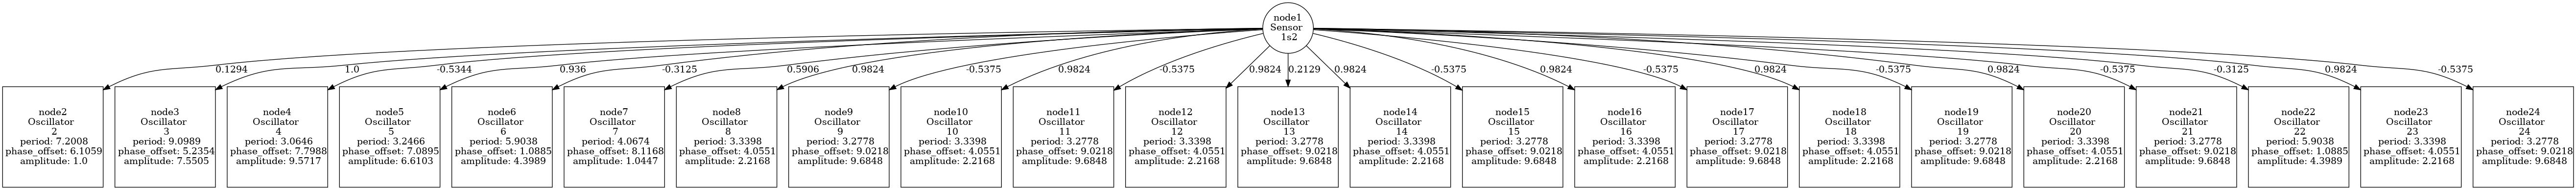 node1
Sensor
1s2
0.1294
1.0
-0.5344
0.936
-0.3125
0.5906
0.9824
-0.5375
0.9824
-0.5375
0.9824
0.2129
0.9824
-0.5375
0.9824
-0.5375
0.9824
-0.5375
0.9824
-0.5375
-0.3125
0.9824
-0.5375
node2
Oscillator
2
period: 7.2008
phase_offset: 6.1059
amplitude: 1.0
node3
Oscillator
3
period: 9.0989
phase_offset: 5.2354
amplitude: 7.5505
node4
Oscillator
4
period: 3.0646
phase_offset: 7.7988
amplitude: 9.5717
node5
Oscillator
5
period: 3.2466
phase_offset: 7.0895
amplitude: 6.6103
node6
Oscillator
6
period: 5.9038
phase_offset: 1.0885
amplitude: 4.3989
node7
Oscillator
7
period: 4.0674
phase_offset: 8.1168
amplitude: 1.0447
node8
Oscillator
8
period: 3.3398
phase_offset: 4.0551
amplitude: 2.2168
node9
Oscillator
9
period: 3.2778
phase_offset: 9.0218
amplitude: 9.6848
node10
Oscillator
10
period: 3.3398
phase_offset: 4.0551
amplitude: 2.2168
node11
Oscillator
11
period: 3.2778
phase_offset: 9.0218
amplitude: 9.6848
node12
Oscillator
12
period: 3.3398
phase_offset: 4.0551
amplitude: 2.2168
node13
Oscillator
13
period: 3.2778
phase_offset: 9.0218
amplitude: 9.6848
node14
Oscillator
14
period: 3.3398
phase_offset: 4.0551
amplitude: 2.2168
node15
Oscillator
15
period: 3.2778
phase_offset: 9.0218
amplitude: 9.6848
node16
Oscillator
16
period: 3.3398
phase_offset: 4.0551
amplitude: 2.2168
node17
Oscillator
17
period: 3.2778
phase_offset: 9.0218
amplitude: 9.6848
node18
Oscillator
18
period: 3.3398
phase_offset: 4.0551
amplitude: 2.2168
node19
Oscillator
19
period: 3.2778
phase_offset: 9.0218
amplitude: 9.6848
node20
Oscillator
20
period: 3.3398
phase_offset: 4.0551
amplitude: 2.2168
node21
Oscillator
21
period: 3.2778
phase_offset: 9.0218
amplitude: 9.6848
node22
Oscillator
22
period: 5.9038
phase_offset: 1.0885
amplitude: 4.3989
node23
Oscillator
23
period: 3.3398
phase_offset: 4.0551
amplitude: 2.2168
node24
Oscillator
24
period: 3.2778
phase_offset: 9.0218
amplitude: 9.6848